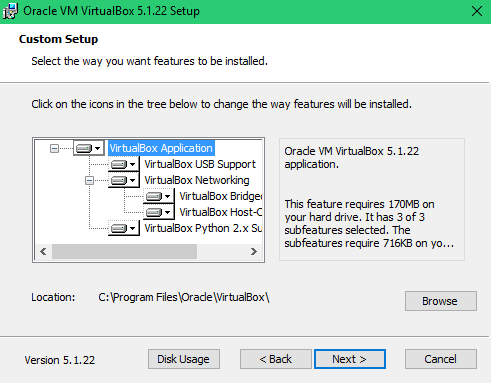 Oracle VM VirtualBox 5.1.22 Setup
Custom Setup
Select the way you want features to be installed.
Click on the icons in the tree below to change the way features will be installed.
VirtualBox Application
VirtualBox USB Support
VirtualBox Networking
VirtualBox Bridge
VirtualBox Host-C
VirtualBox Python 2.x Su
Oracle VM VirtualBox 5.1.22
application.
This feature requires 170MB on
your hard drive. It has 3 of 3
subfeatures selected. The
subfeatures require 716KB on yo...
Location: C:\Program Files\Oracle\VirtualBox\
Browse
Version 5.1.22
Disk Usage
< Back
Next >
Cancel